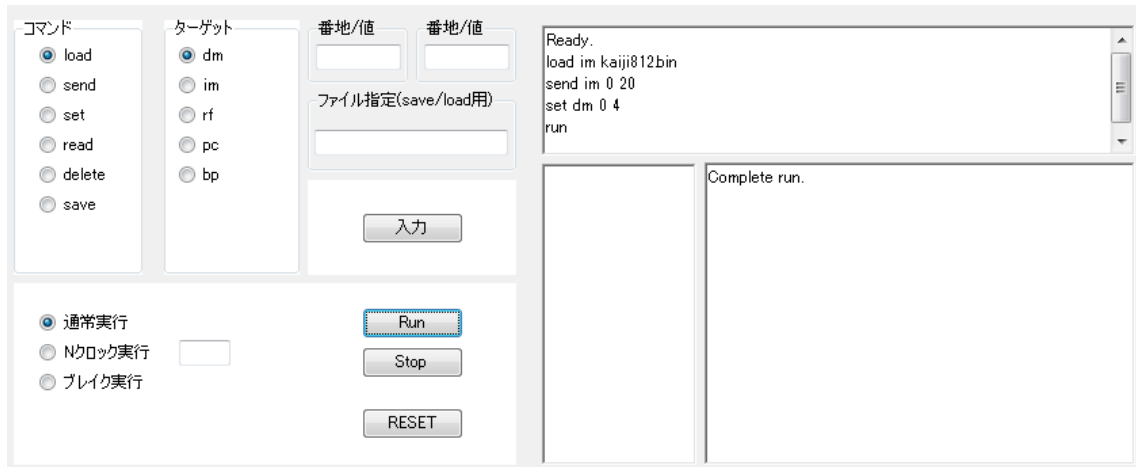 コマンド
load
send
set
read
delete
save
ターゲット
dm
im
rf
pc
bp
番地/値
番地/値
ファイル指定(save/load用)
入力
通常実行
Nクロック実行
ブレイク実行
Run
Stop
RESET
Ready.
load im kaiji812.bin
send im 0 20
set dm 0 4
run
Complete run.